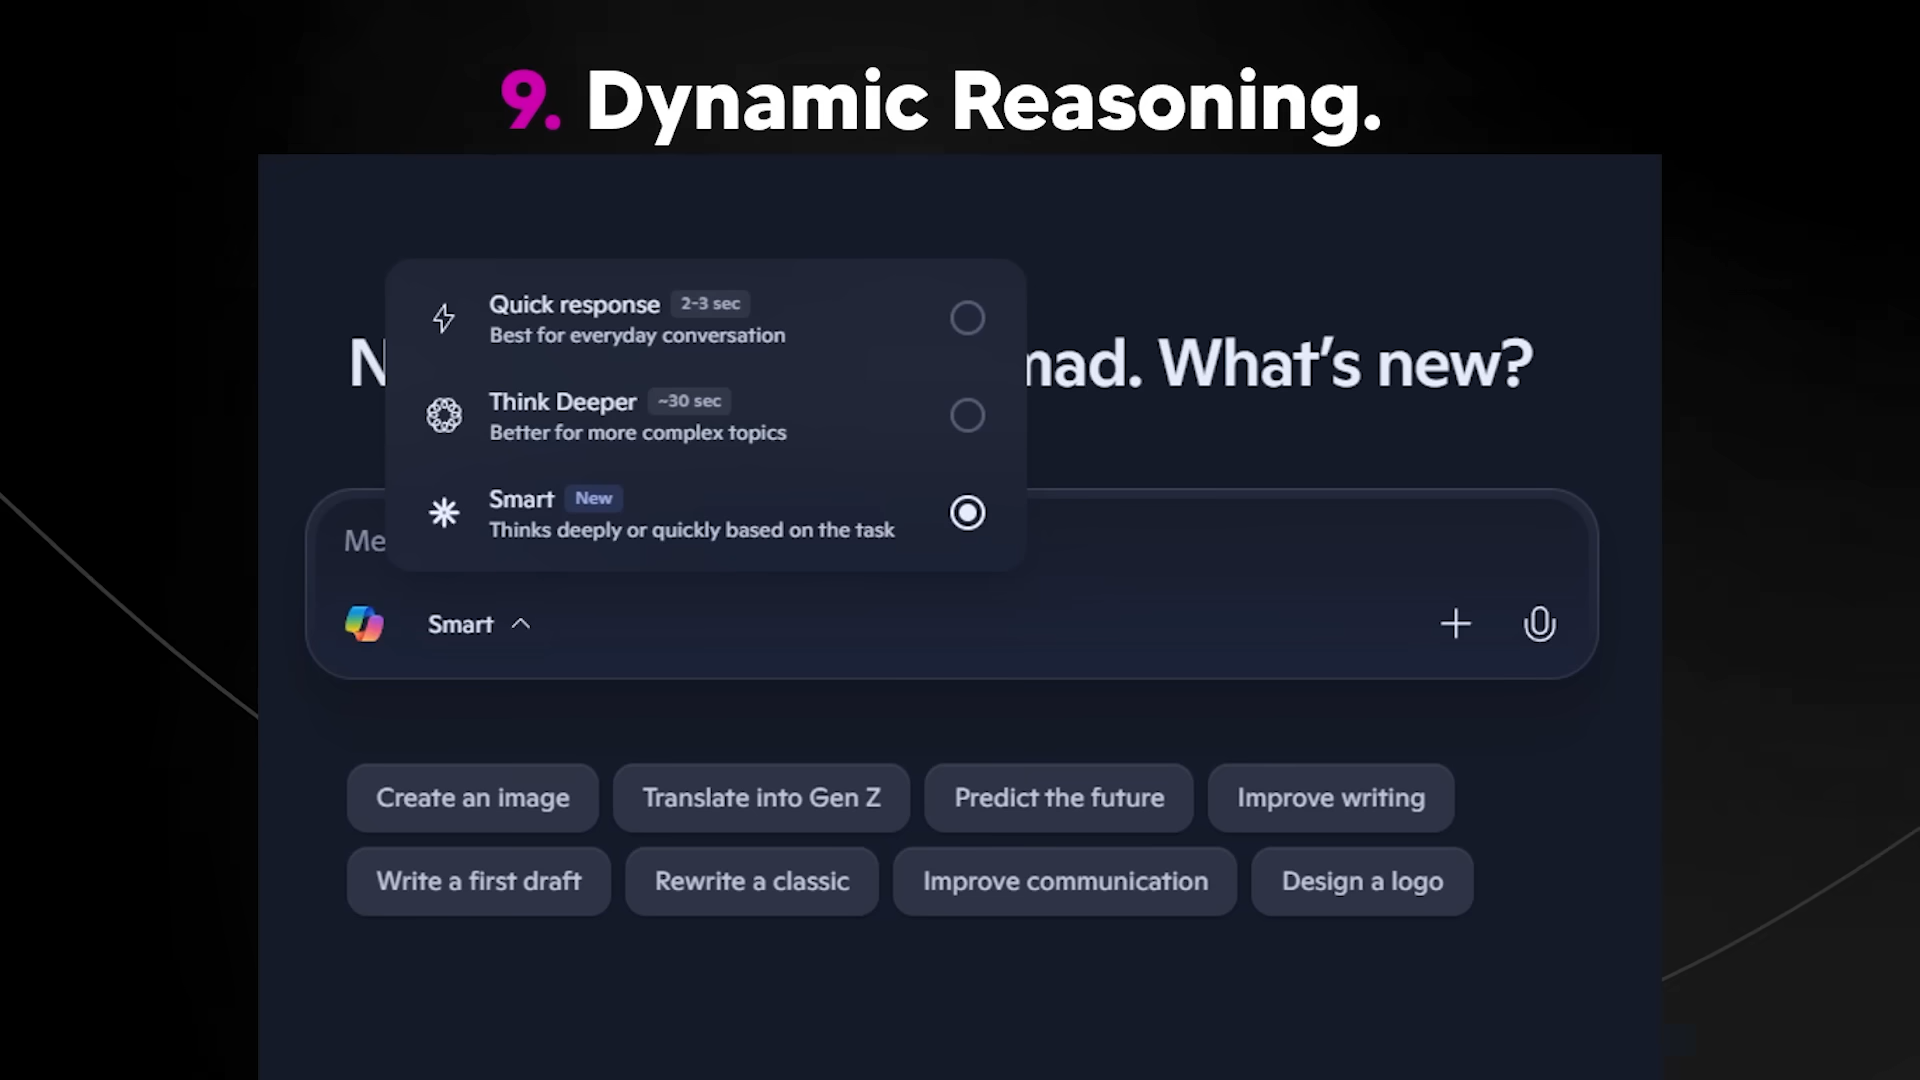 9. Dynamic Reasoning.
Quick response 2-3 sec
Best for everyday conversation
Think Deeper ~30 sec
Better for more complex topics
Smart New
Thinks deeply or quickly based on the task
What's new?
Smart
Create an image
Translate into Gen Z
Predict the future
Improve writing
Write a first draft
Rewrite a classic
Improve communication
Design a logo